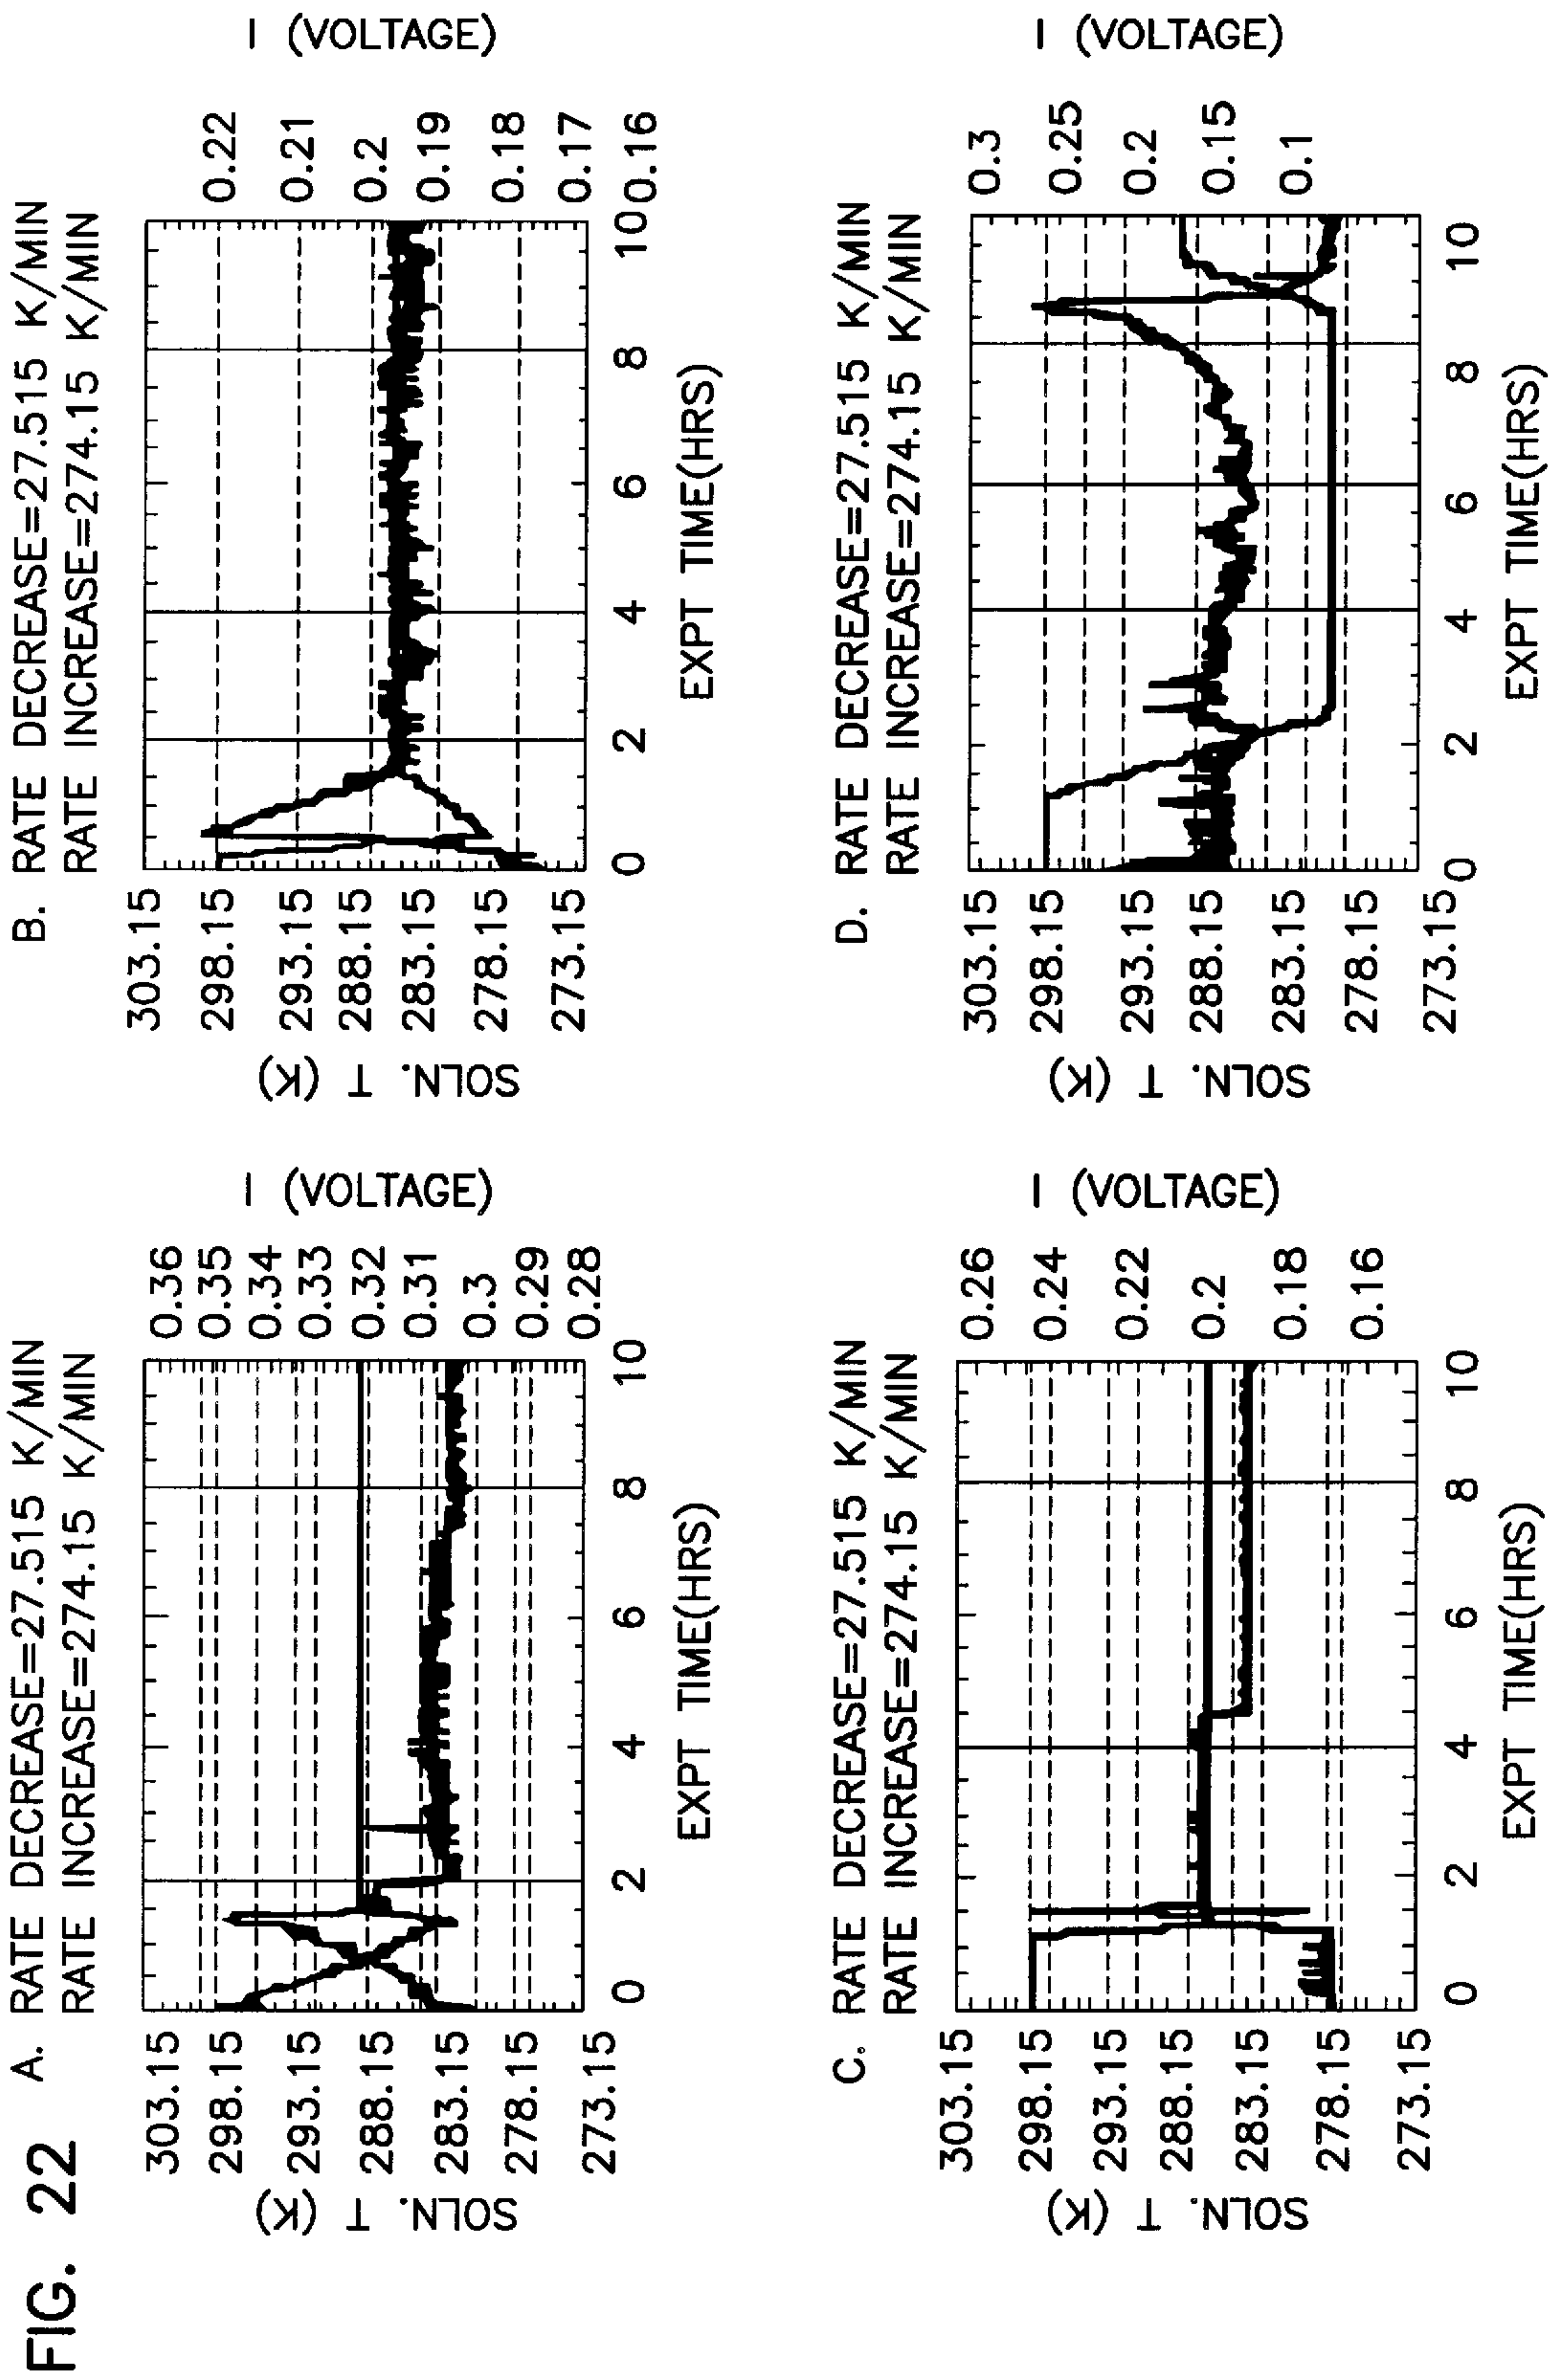 FIG. 22
A. RATE DECREASE=27.515 K/MIN
RATE INCREASE=274.15 K/MIN
SOLN. T (K)
303.15
298.15
293.15
288.15
283.15
278.15
273.15
0 2 4 6 8 10
EXPT TIME(HRS)
0.36
0.35
0.34
0.33
0.32
0.31
0.3
0.29
0.28
I (VOLTAGE)
B. RATE DECREASE=27.515 K/MIN
RATE INCREASE=274.15 K/MIN
SOLN. T (K)
303.15
298.15
293.15
288.15
283.15
278.15
273.15
0 2 4 6 8 10
EXPT TIME(HRS)
0.22
0.21
0.2
0.19
0.18
0.17
0.16
I (VOLTAGE)
C. RATE DECREASE=27.515 K/MIN
RATE INCREASE=274.15 K/MIN
SOLN. T (K)
303.15
298.15
293.15
288.15
283.15
278.15
273.15
0 2 4 6 8 10
EXPT TIME(HRS)
0.26
0.24
0.22
0.2
0.18
0.16
I (VOLTAGE)
D. RATE DECREASE=27.515 K/MIN
RATE INCREASE=274.15 K/MIN
SOLN. T (K)
303.15
298.15
293.15
288.15
283.15
278.15
273.15
0 2 4 6 8 10
EXPT TIME(HRS)
0.3
0.25
0.2
0.15
0.1
I (VOLTAGE)